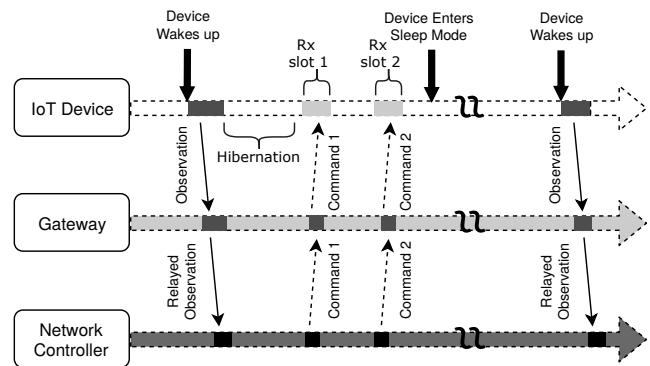 Device
Wakes up
Rx
slot 1
Rx
slot 2
Device Enters
Sleep Mode
Device
Wakes up
IoT Device
Hibernation
Observation
Command 1
Command 2
Observation
Gateway
Relayed
Observation
Command 1
Command 2
Relayed
Observation
Network
Controller